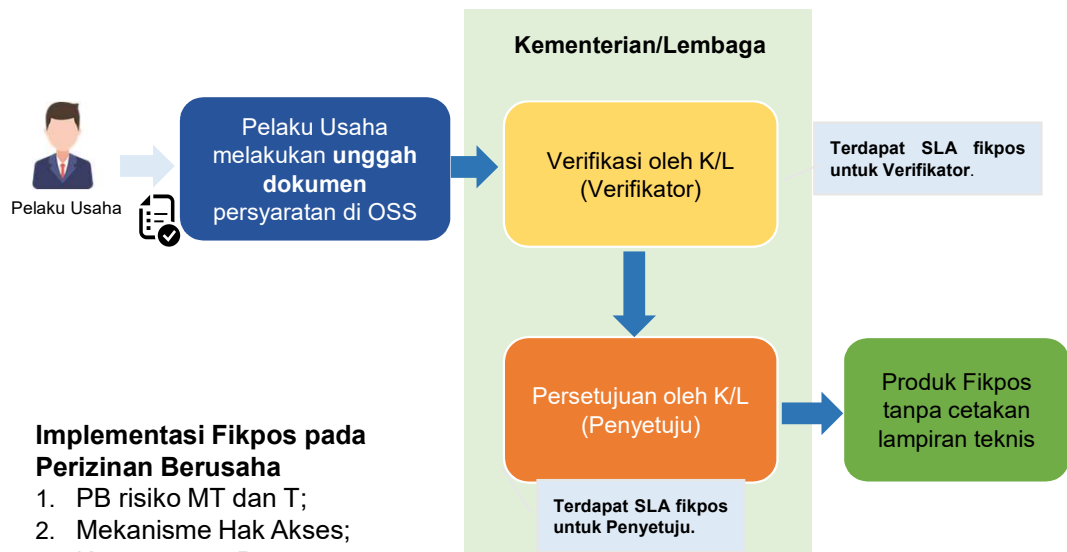 Kementerian/Lembaga
Pelaku Usaha
Pelaku Usaha
melakukan unggah
dokumen
persyaratan di OSS
Verifikasi oleh K/L
(Verifikator)
Terdapat SLA fikpos
untuk Verifikator.
Persetujuan oleh K/L
(Penyetuju)
Terdapat SLA fikpos
untuk Penyetuju.
Produk Fikpos
tanpa cetakan
lampiran teknis
Implementasi Fikpos pada
Perizinan Berusaha
1. PB risiko MT dan T;
2. Mekanisme Hak Akses;